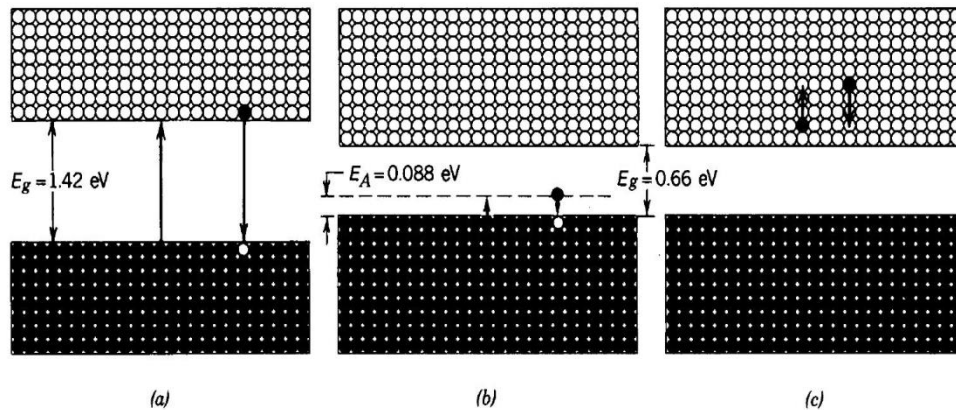 E_g = 1.42 eV
E_A = 0.088 eV
E_g = 0.66 eV
(a)
(b)
(c)